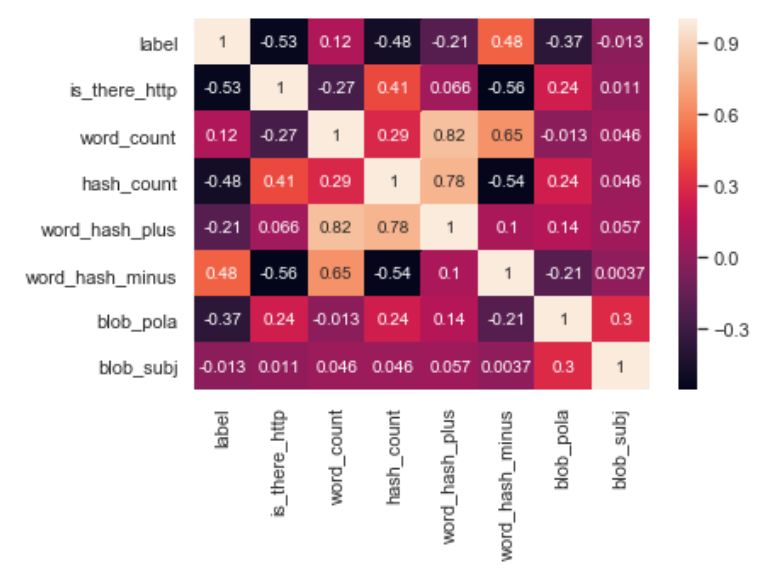 label 1 -0.53 0.12 -0.48 -0.21 0.48 -0.37 -0.013 0.9
is_there_http -0.53 1 -0.27 0.41 0.066 -0.56 0.24 0.011
word_count 0.12 -0.27 1 0.29 0.82 0.65 -0.013 0.046 0.6
hash_count -0.48 0.41 0.29 1 0.78 -0.54 0.24 0.046 0.3
word_hash_plus -0.21 0.066 0.82 0.78 1 0.1 0.14 0.057 0.0
word_hash_minus 0.48 -0.56 0.65 -0.54 0.1 1 -0.21 0.0037
blob_pola -0.37 0.24 -0.013 0.24 0.14 -0.21 1 0.3 −0.3
blob_subj -0.013 0.011 0.046 0.046 0.057 0.0037 0.3 1
label
is_there_http
word_count
hash_count
word_hash_plus
word_hash_minus
blob_pola
blob_subj